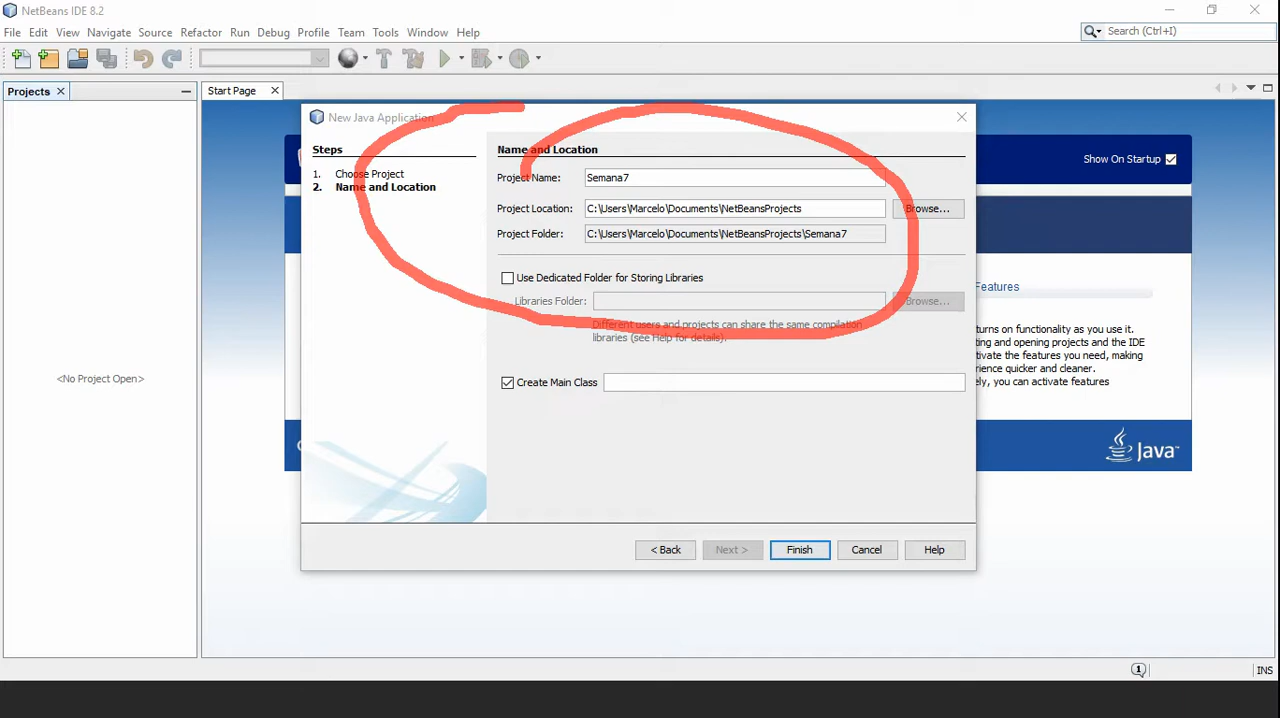 NetBeans IDE 8.2
File Edit View Navigate Source Refactor Run Debug Profile Team Tools Window Help
Search (Ctrl+I)
Projects
Start Page
New Java Application
Show On Startup
Steps
1. Choose Project
2. Name and Location
Name and Location
Project Name: Semana7
Project Location: C:\Users\Marcelo\Documents\NetBeansProjects Browse...
Project Folder: C:\Users\Marcelo\Documents\NetBeansProjects\Semana7
Use Dedicated Folder for Storing Libraries
Libraries Folder: Browse...
Different users and projects can share the same compilation
libraries (see Help for details).
Create Main Class
< Back Next > Finish Cancel Help
<No Project Open>
Features
turns on functionality as you use it.
ting and opening projects and the IDE
tivate the features you need, making
rience quicker and cleaner.
ely, you can activate features
Java
1
INS